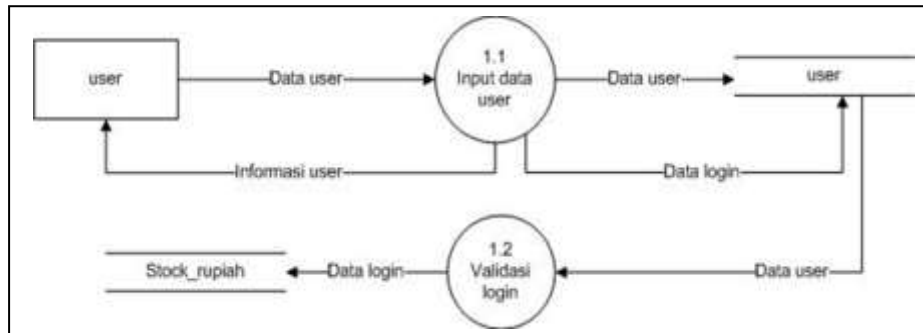 user
Data user
1.1
Input data
user
Data user
user
Informasi user
Data login
Stock_rupiah
Data login
1.2
Validasi
login
Data user